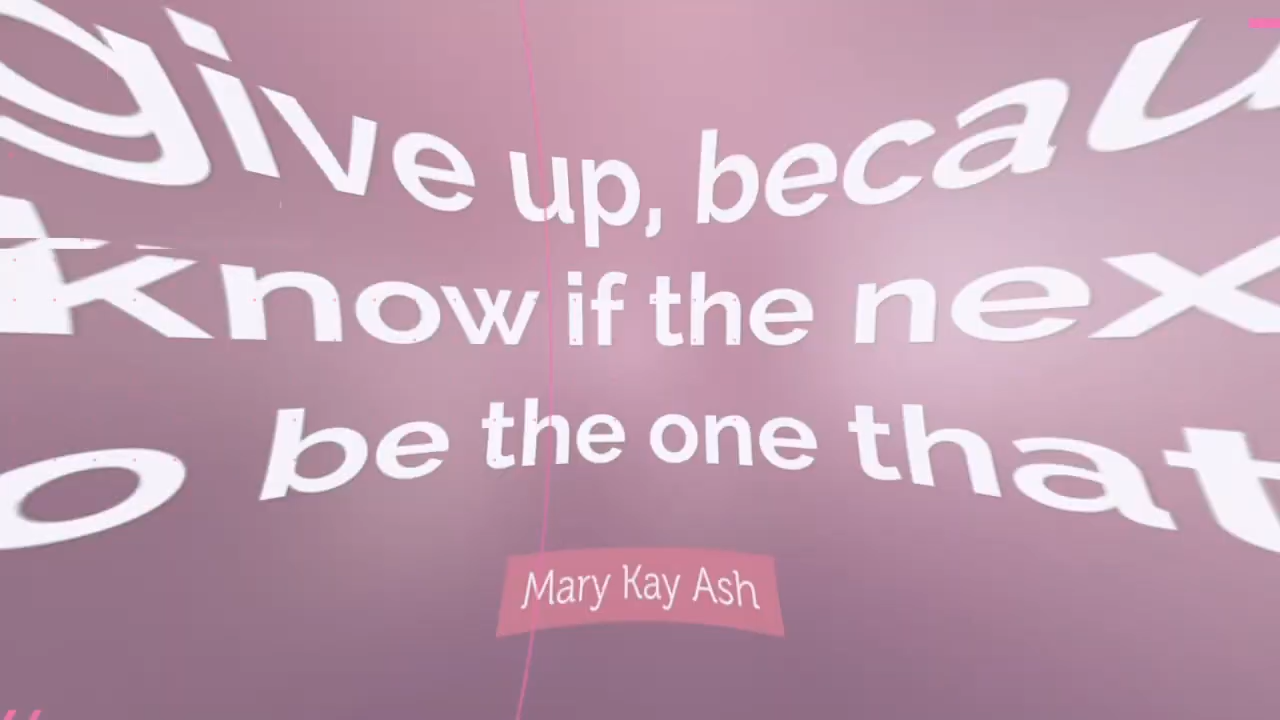 give up, becau
know if the nex
o be the one that
Mary Kay Ash